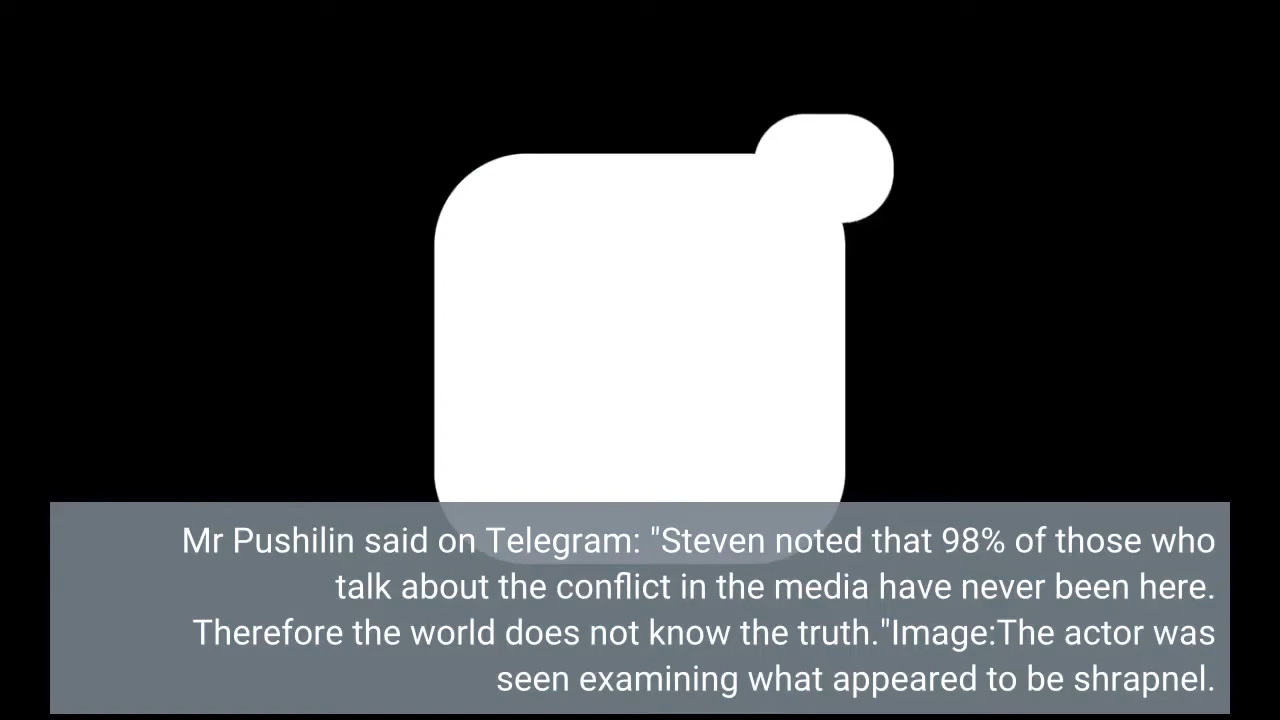 Mr Pushilin said on Telegram: "Steven noted that 98% of those who
talk about the conflict in the media have never been here.
Therefore the world does not know the truth."Image:The actor was
seen examining what appeared to be shrapnel.